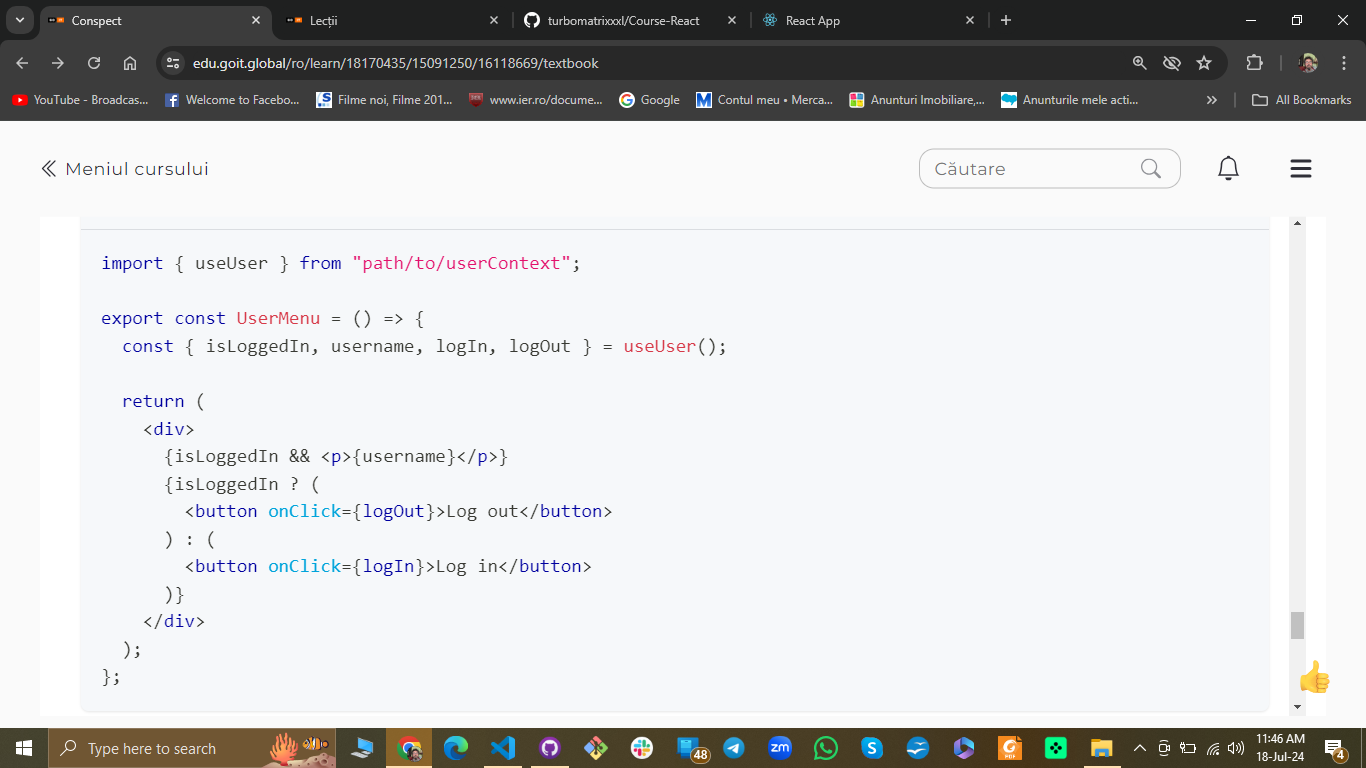 Conspect
Lecții
turbomatrixxxl/Course-React
React App
edu.goit.global/ro/learn/18170435/15091250/16118669/textbook
YouTube - Broadcas...
Welcome to Facebo...
Filme noi, Filme 201...
www.ier.ro/docume...
Google
Contul meu • Merca...
Anunturi Imobiliare,...
Anunturile mele acti...
All Bookmarks
Meniul cursului
Căutare
import { useUser } from "path/to/userContext";
export const UserMenu = () => {
const { isLoggedIn, username, logIn, logOut } = useUser();
return (
<div>
{isLoggedIn && <p>{username}</p>}
{isLoggedIn ? (
<button onClick={logOut}>Log out</button>
) : (
<button onClick={logIn}>Log in</button>
)}
</div>
);
};
Type here to search
48
zm
11:46 AM
18-Jul-24
4